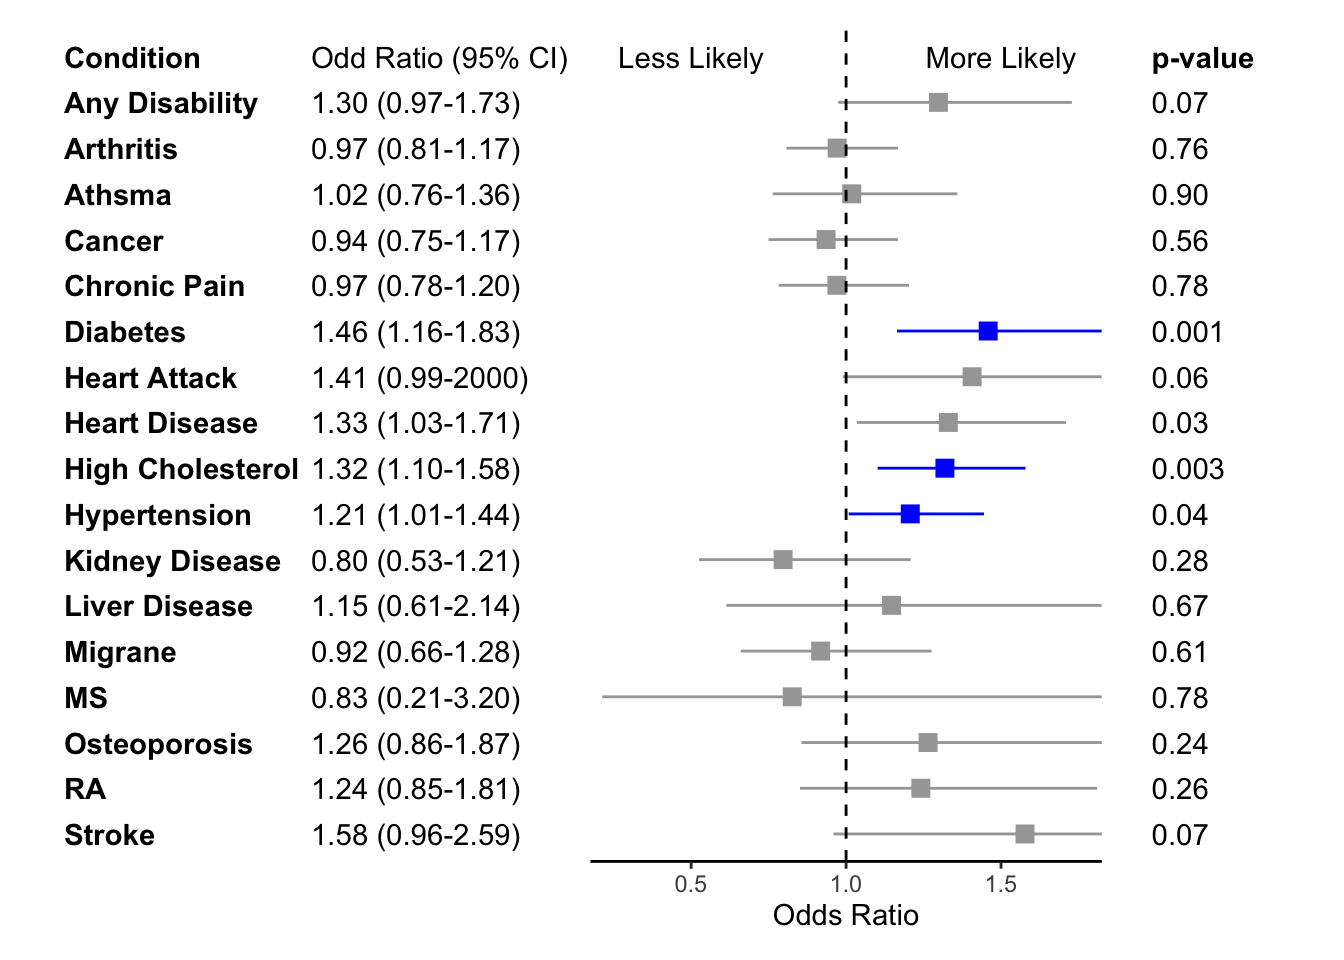 Condition Odd Ratio (95% CI) Less Likely More Likely p-value
Any Disability 1.30 (0.97-1.73) 0.07
Arthritis 0.97 (0.81-1.17) 0.76
Athsma 1.02 (0.76-1.36) 0.90
Cancer 0.94 (0.75-1.17) 0.56
Chronic Pain 0.97 (0.78-1.20) 0.78
Diabetes 1.46 (1.16-1.83) 0.001
Heart Attack 1.41 (0.99-2000) 0.06
Heart Disease 1.33 (1.03-1.71) 0.03
High Cholesterol 1.32 (1.10-1.58) 0.003
Hypertension 1.21 (1.01-1.44) 0.04
Kidney Disease 0.80 (0.53-1.21) 0.28
Liver Disease 1.15 (0.61-2.14) 0.67
Migrane 0.92 (0.66-1.28) 0.61
MS 0.83 (0.21-3.20) 0.78
Osteoporosis 1.26 (0.86-1.87) 0.24
RA 1.24 (0.85-1.81) 0.26
Stroke 1.58 (0.96-2.59) 0.07
0.5 1.0 1.5
Odds Ratio